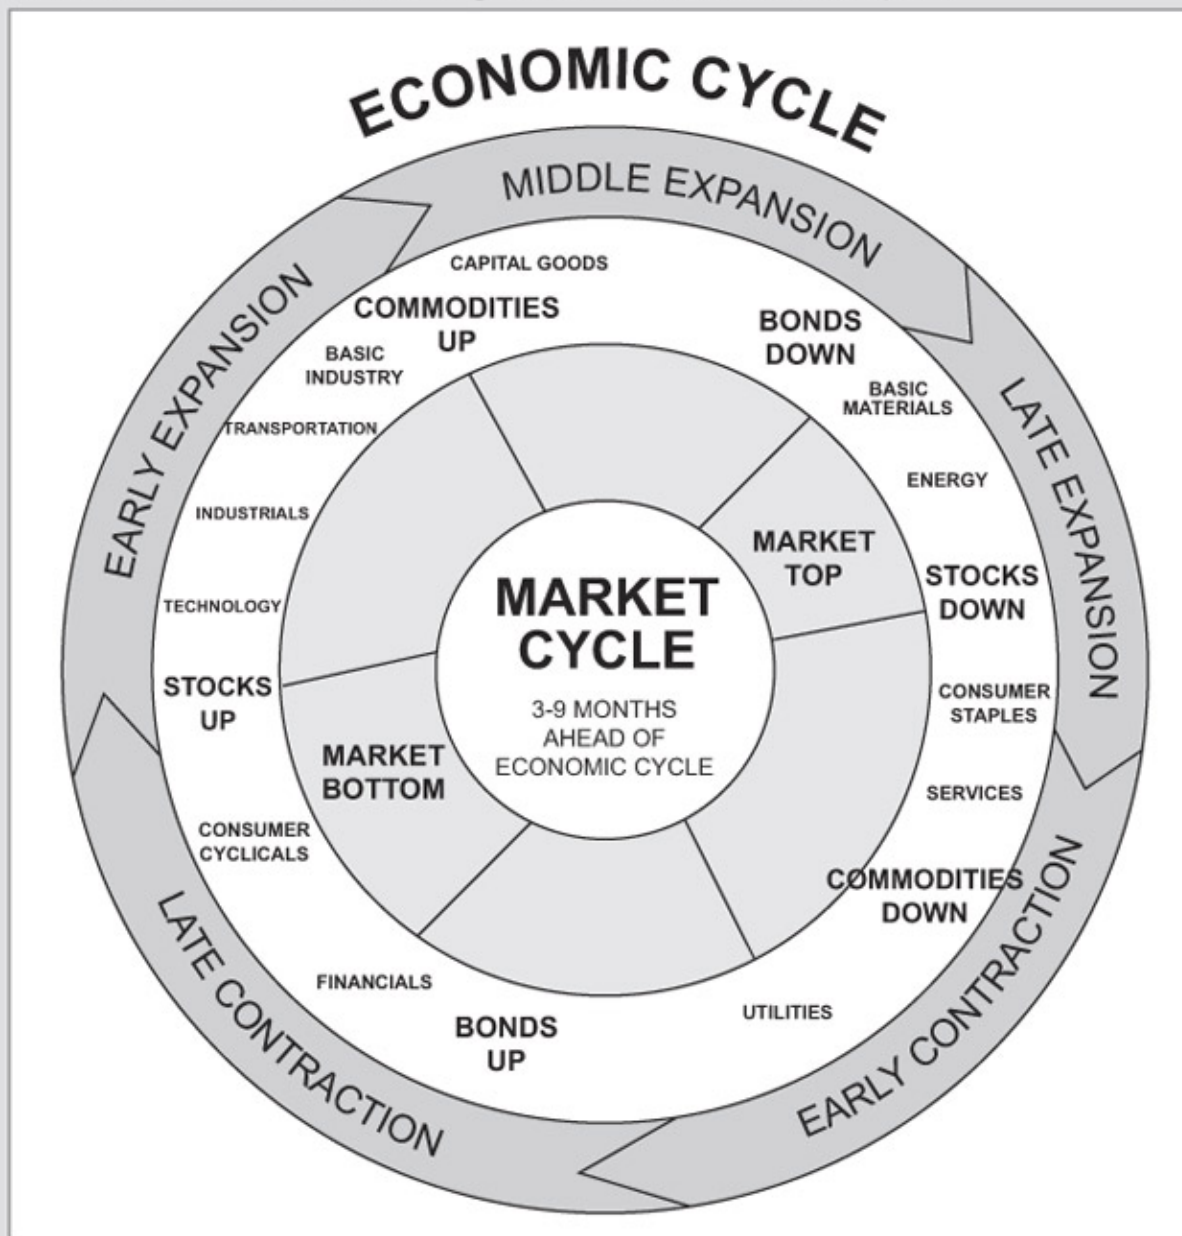 ECONOMIC CYCLE
MIDDLE EXPANSION
LATE EXPANSION
EARLY CONTRACTION
LATE CONTRACTION
EARLY EXPANSION
CAPITAL GOODS
COMMODITIES
UP
BASIC
INDUSTRY
TRANSPORTATION
INDUSTRIALS
TECHNOLOGY
STOCKS
UP
CONSUMER
CYCLICALS
FINANCIALS
BONDS
UP
UTILITIES
COMMODITIES
DOWN
SERVICES
CONSUMER
STAPLES
STOCKS
DOWN
ENERGY
BASIC
MATERIALS
BONDS
DOWN
MARKET
TOP
MARKET
BOTTOM
MARKET
CYCLE
3-9 MONTHS
AHEAD OF
ECONOMIC CYCLE